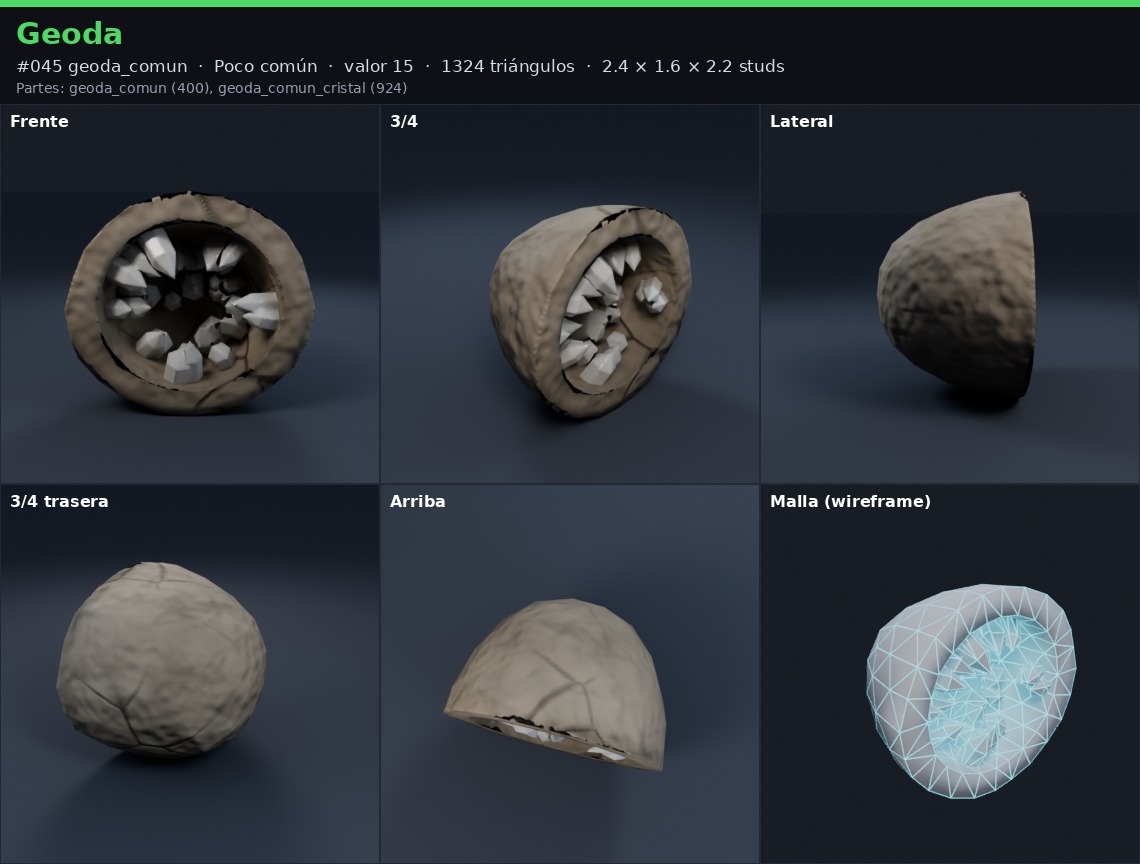 Geoda
#045 geoda_comun · Poco común · valor 15 · 1324 triángulos · 2.4 × 1.6 × 2.2 studs
Partes: geoda_comun (400), geoda_comun_cristal (924)
Frente
3/4
Lateral
3/4 trasera
Arriba
Malla (wireframe)